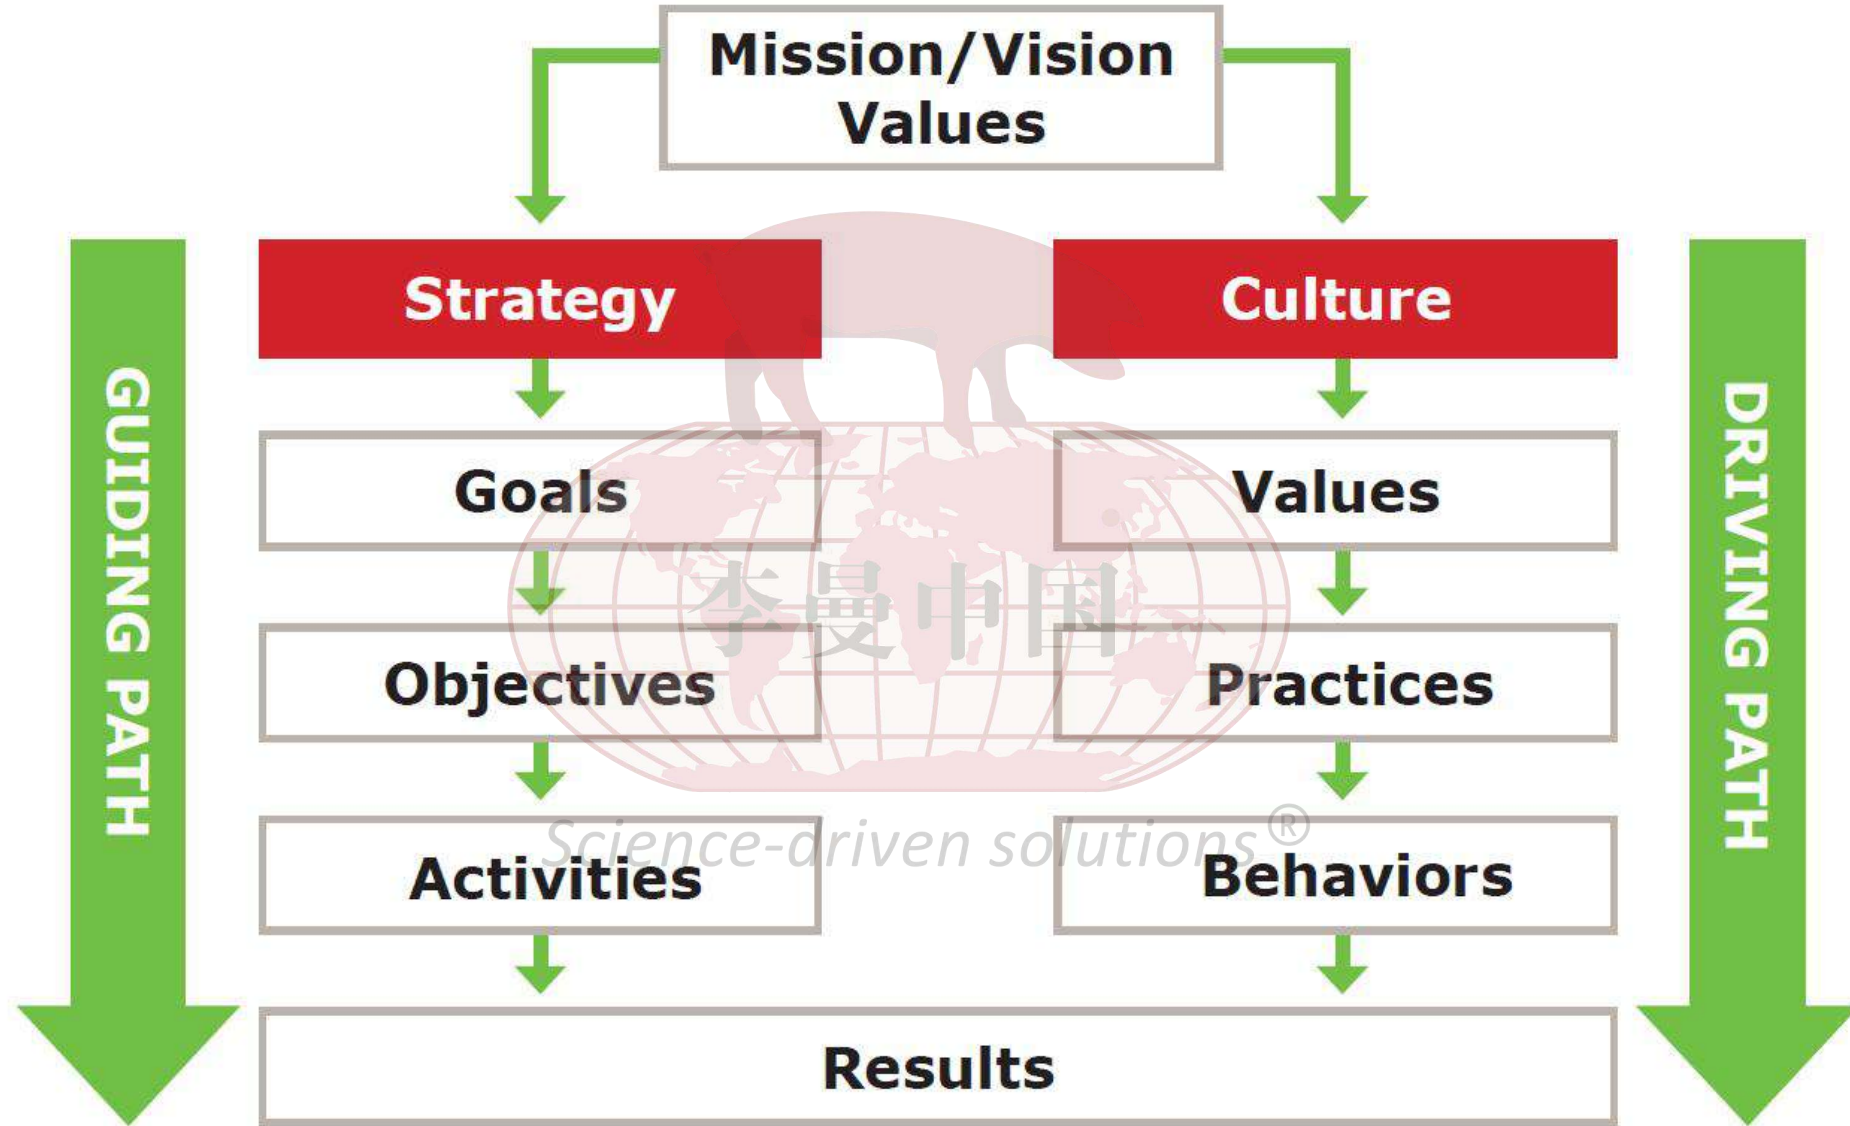 Mission/Vision
Values
Strategy
Culture
GUIDING PATH
DRIVING PATH
Goals
Values
李曼中国
Objectives
Practices
Science-driven solutions®
Activities
Behaviors
Results